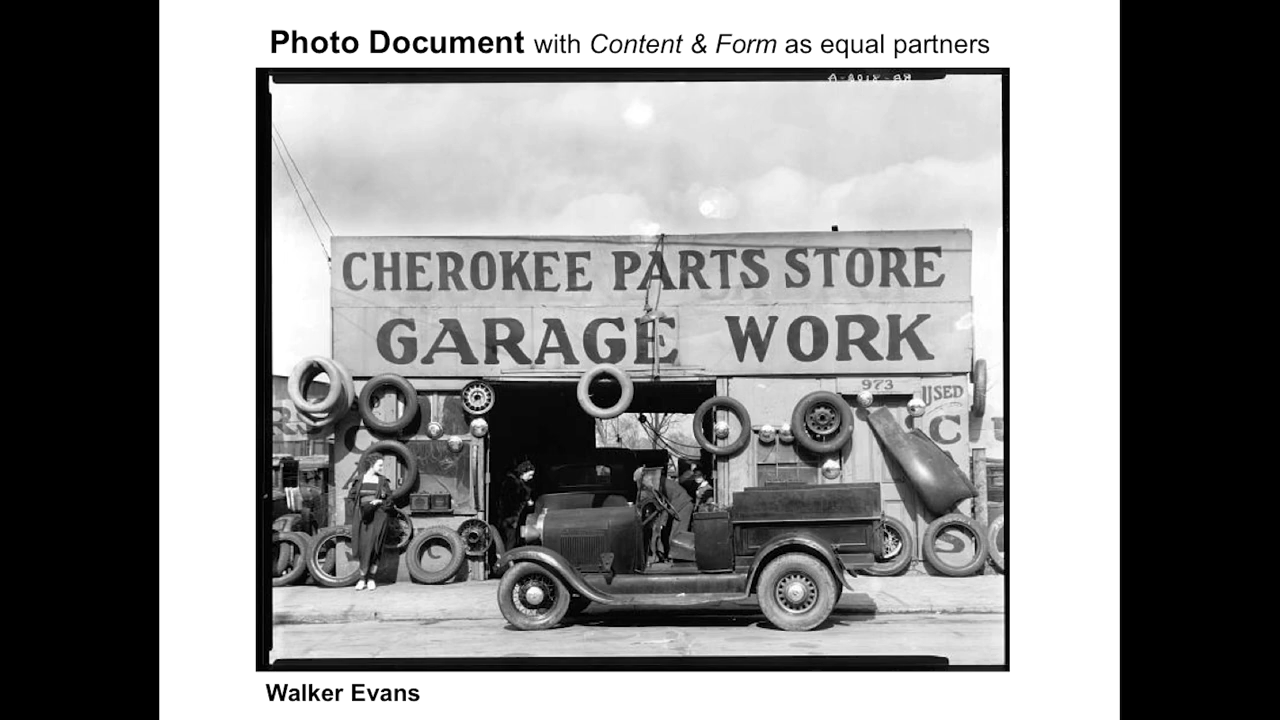 Photo Document with Content & Form as equal partners
CHEROKEE PARTS STORE
GARAGE WORK
973
USED
C
C
S
Walker Evans